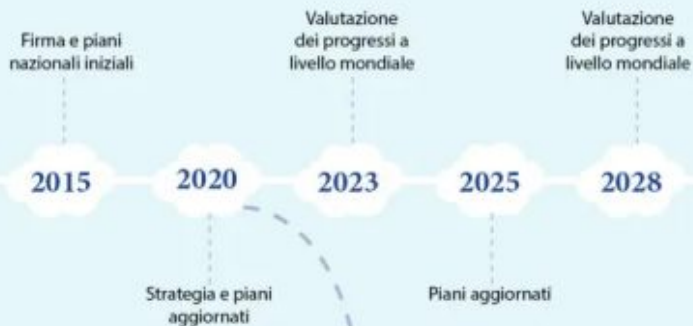 Firma e piani
nazionali iniziali
Valutazione
dei progressi a
livello mondiale
Valutazione
dei progressi a
livello mondiale
2015
2020
2023
2025
2028
Strategia e piani
aggiornati
Piani aggiornati